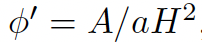 ϕ′ = A/aH².